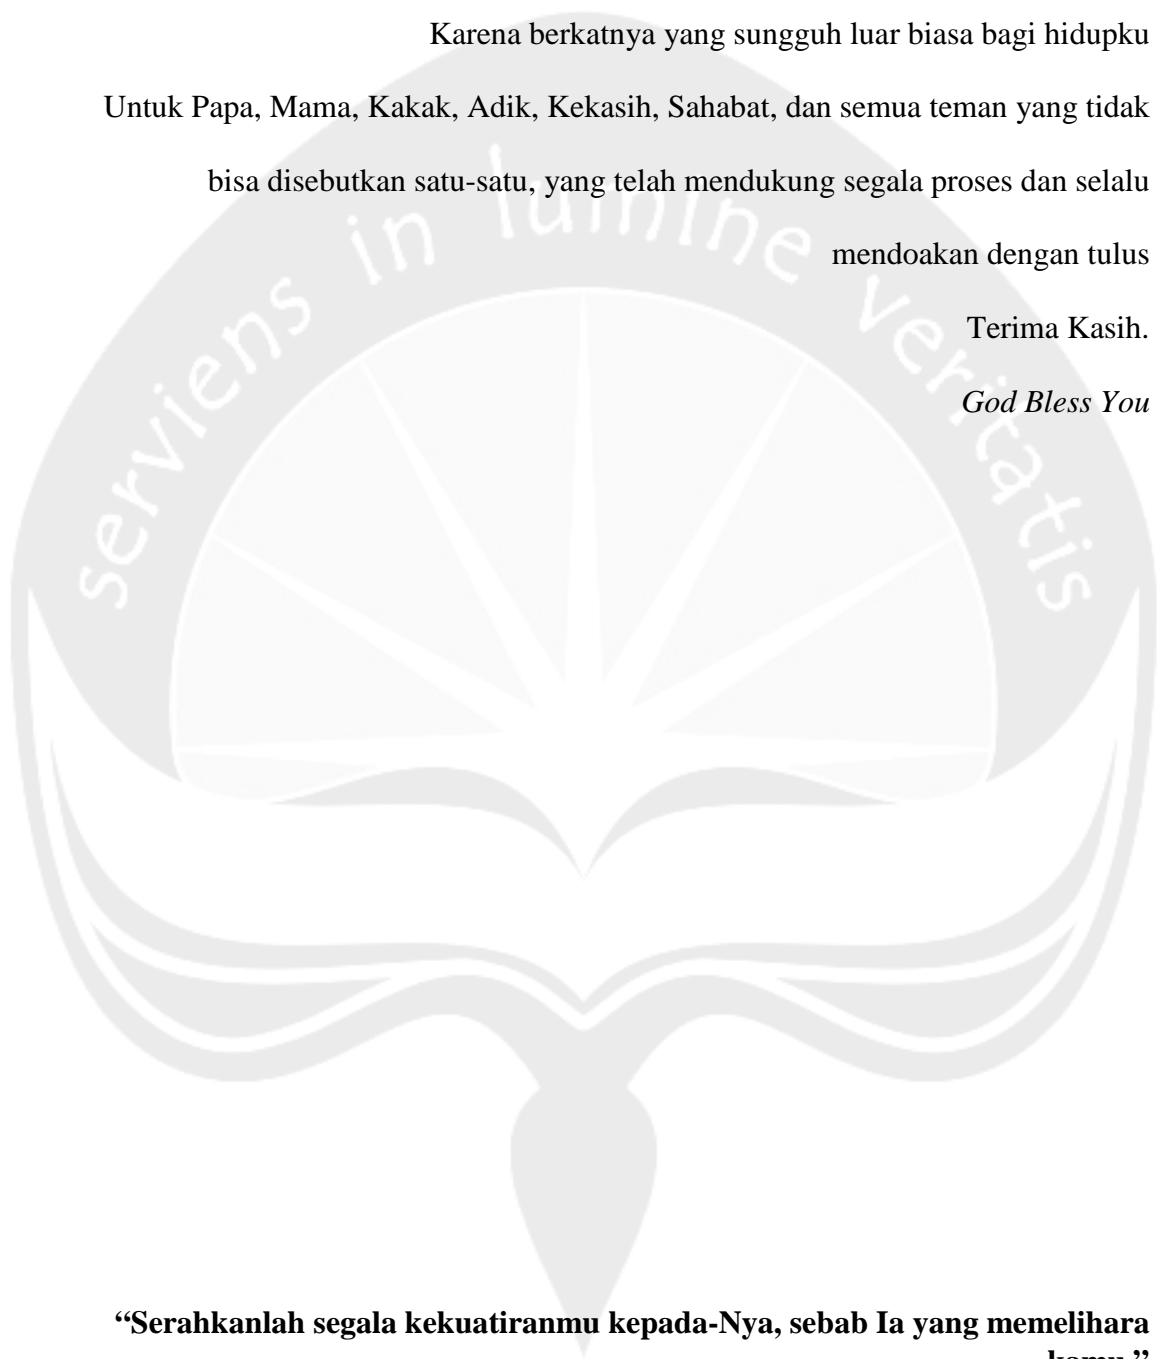 Karena berkatnya yang sungguh luar biasa bagi hidupku
Untuk Papa, Mama, Kakak, Adik, Kekasih, Sahabat, dan semua teman yang tidak
bisa disebutkan satu-satu, yang telah mendukung segala proses dan selalu
mendoakan dengan tulus
Terima Kasih.
God Bless You
serviens in lumine veritatis
“Serahkanlah segala kekuatiranmu kepada-Nya, sebab Ia yang memelihara
kamu.”